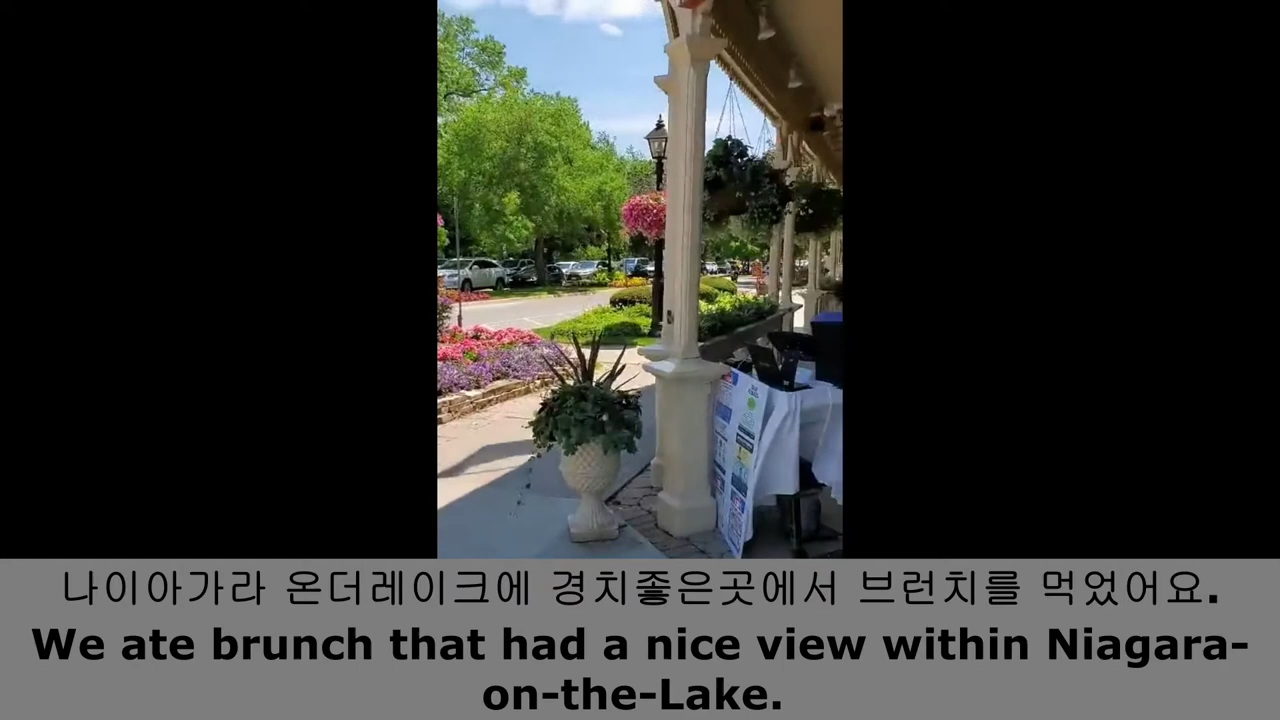 나이아가라 온더레이크에 경치좋은곳에서 브런치를 먹었어요.
We ate brunch that had a nice view within Niagara-
on-the-Lake.